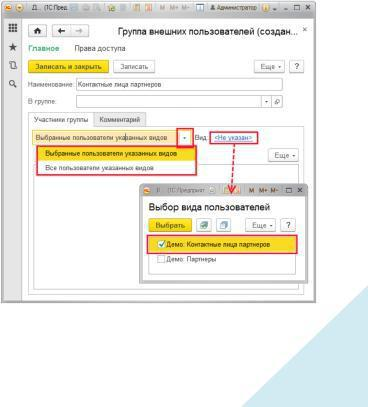 Д... (1С:Пред M M+ M- Администратор
Группа внешних пользователей (создан... ×
Главное Права доступа
Записать и закрыть Записать Еще ?
Наименование: Контактные лица партнеров
В группе:
Участники группы Комментарий
Выбранные пользователи указанных видов Вид: <Не указан>
Выбранные пользователи указанных видов Еще
Все пользователи указанных видов
(1С:Предприят M M+ M-
Выбор вида пользователей
Выбрать Еще ?
Демо: Контактные лица партнеров
Демо: Партнеры